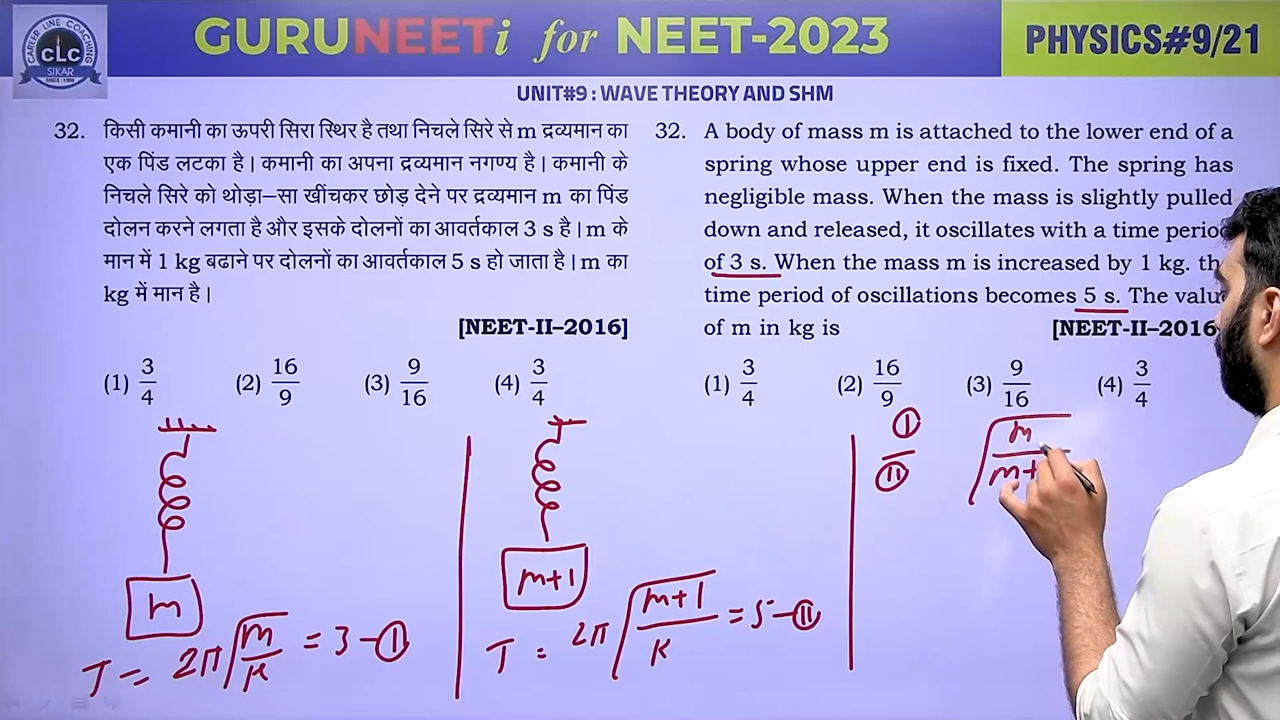 CAREER LINE COACHING
CLC
SIKAR
SINCE : 1996
GURUNEETi for NEET-2023
PHYSICS#9/21
UNIT#9 : WAVE THEORY AND SHM
32. किसी कमानी का ऊपरी सिरा स्थिर है तथा निचले सिरे से m द्रव्यमान का
एक पिंड लटका है। कमानी का अपना द्रव्यमान नगण्य है। कमानी के
निचले सिरे को थोड़ा–सा खींचकर छोड़ देने पर द्रव्यमान m का पिंड
दोलन करने लगता है और इसके दोलनों का आवर्तकाल 3 s है। m के
मान में 1 kg बढाने पर दोलनों का आवर्तकाल 5 s हो जाता है। m का
kg में मान है।
[NEET-II–2016]
(1) 3/4 (2) 16/9 (3) 9/16 (4) 3/4
32. A body of mass m is attached to the lower end of a
spring whose upper end is fixed. The spring has
negligible mass. When the mass is slightly pulled
down and released, it oscillates with a time period
of 3 s. When the mass m is increased by 1 kg. th
time period of oscillations becomes 5 s. The valu
of m in kg is
[NEET-II–2016
(1) 3/4 (2) 16/9 (3) 9/16 (4) 3/4
m
T = 2π√(m/k) = 3 – Ⓘ
m+1
T = 2π√((m+1)/k) = 5 – Ⓘ Ⓘ
Ⓘ
II
m
m+